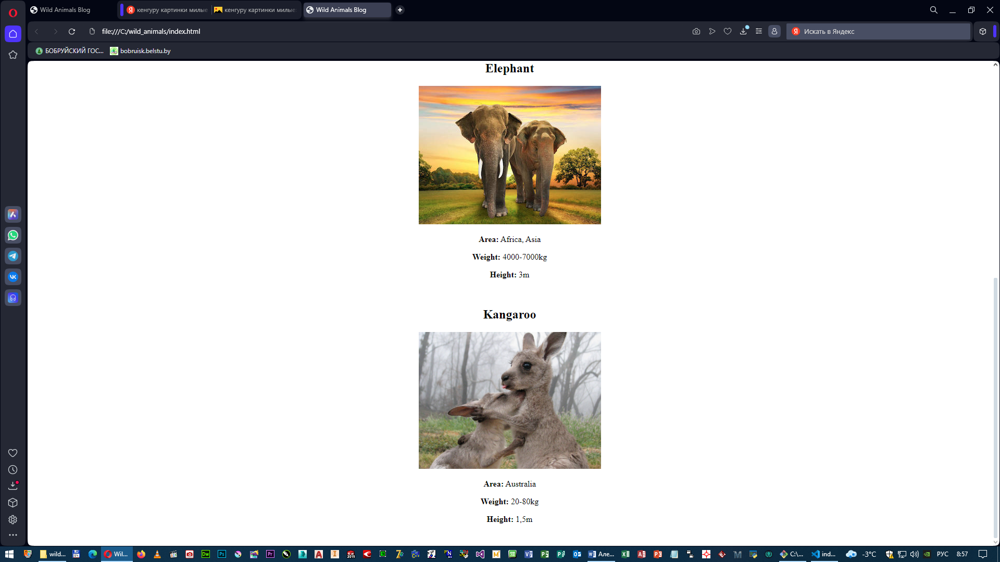 Wild Animals Blog
кенгуру картинки милые
кенгуру картинки милые
Wild Animals Blog
file:///C:/wild_animals/index.html
Искать в Яндекс
БОБРУЙСКИЙ ГОС...
bobruisk.belstu.by
Elephant
Area: Africa, Asia
Weight: 4000-7000kg
Height: 3m
Kangaroo
Area: Australia
Weight: 20-80kg
Height: 1,5m
wild...
Wil...
Але...
C:\...
ind...
-3°C
РУС
8:57